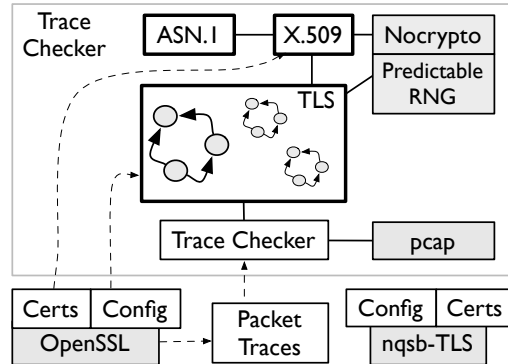 Trace
Checker
ASN.1
X.509
Nocrypto
Predictable
RNG
TLS
Trace Checker
pcap
Certs
Config
OpenSSL
Packet
Traces
Config
Certs
nqsb-TLS